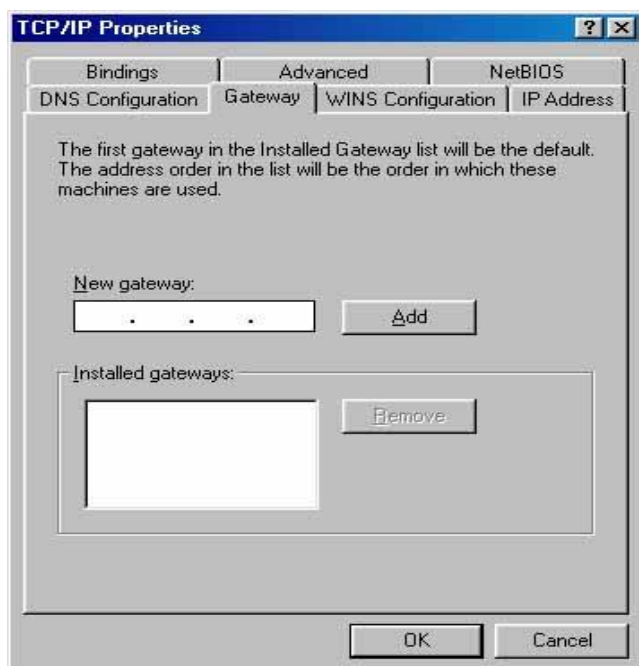 TCP/IP Properties
Bindings
Advanced
NetBIOS
DNS Configuration
Gateway
WINS Configuration
IP Address
The first gateway in the Installed Gateway list will be the default.
The address order in the list will be the order in which these
machines are used.
New gateway:
. . .
Add
Installed gateways:
Remove
OK
Cancel